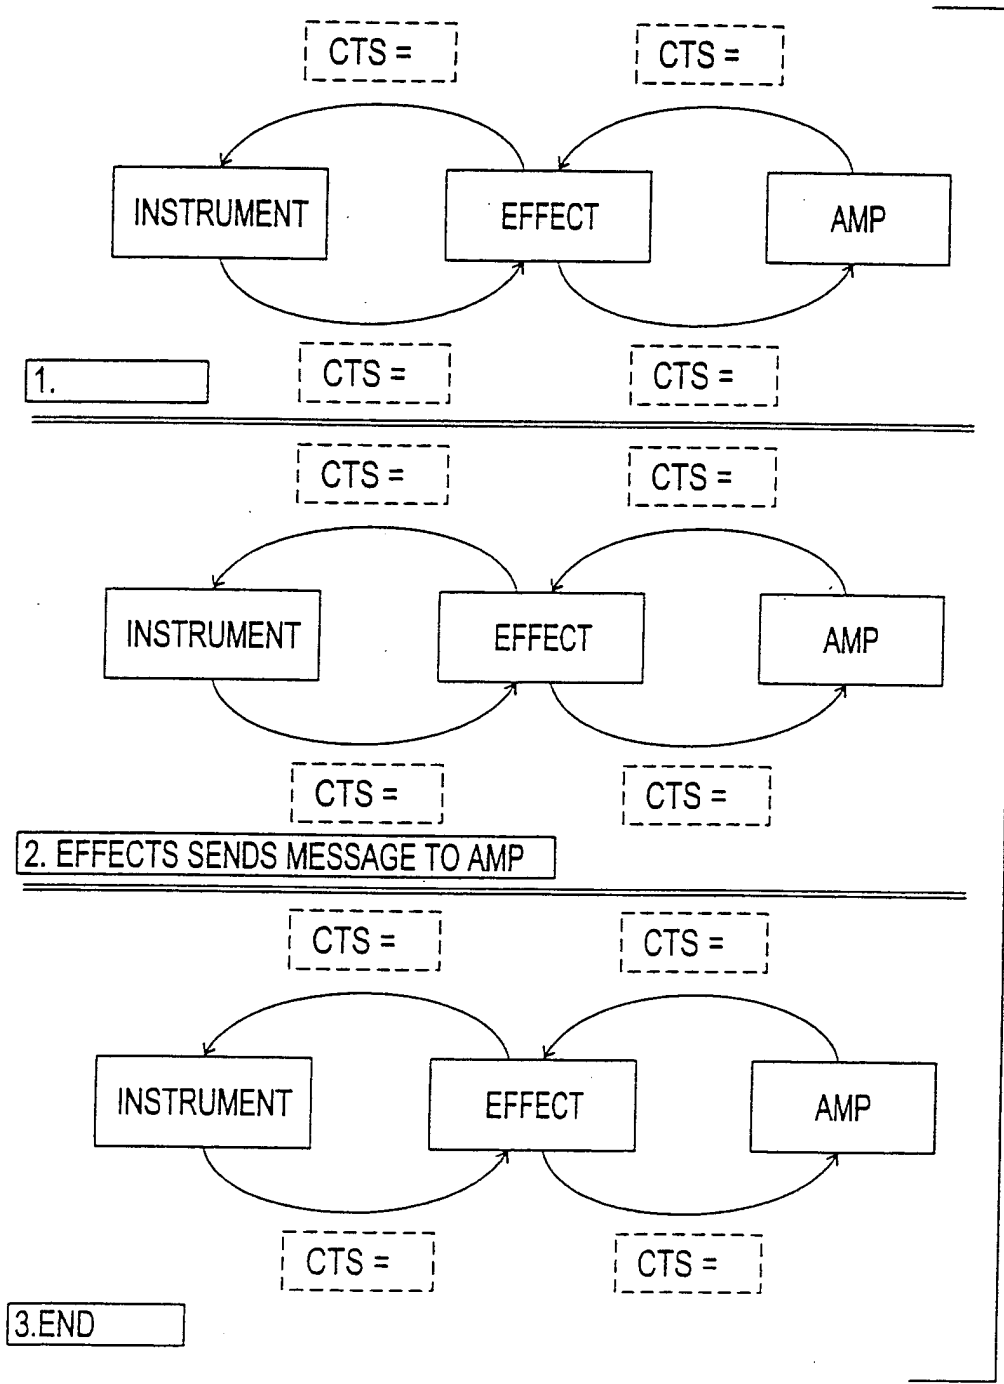 CTS = CTS =
INSTRUMENT EFFECT AMP
CTS = CTS =
1.
CTS = CTS =
INSTRUMENT EFFECT AMP
CTS = CTS =
2. EFFECTS SENDS MESSAGE TO AMP
CTS = CTS =
INSTRUMENT EFFECT AMP
CTS = CTS =
3.END